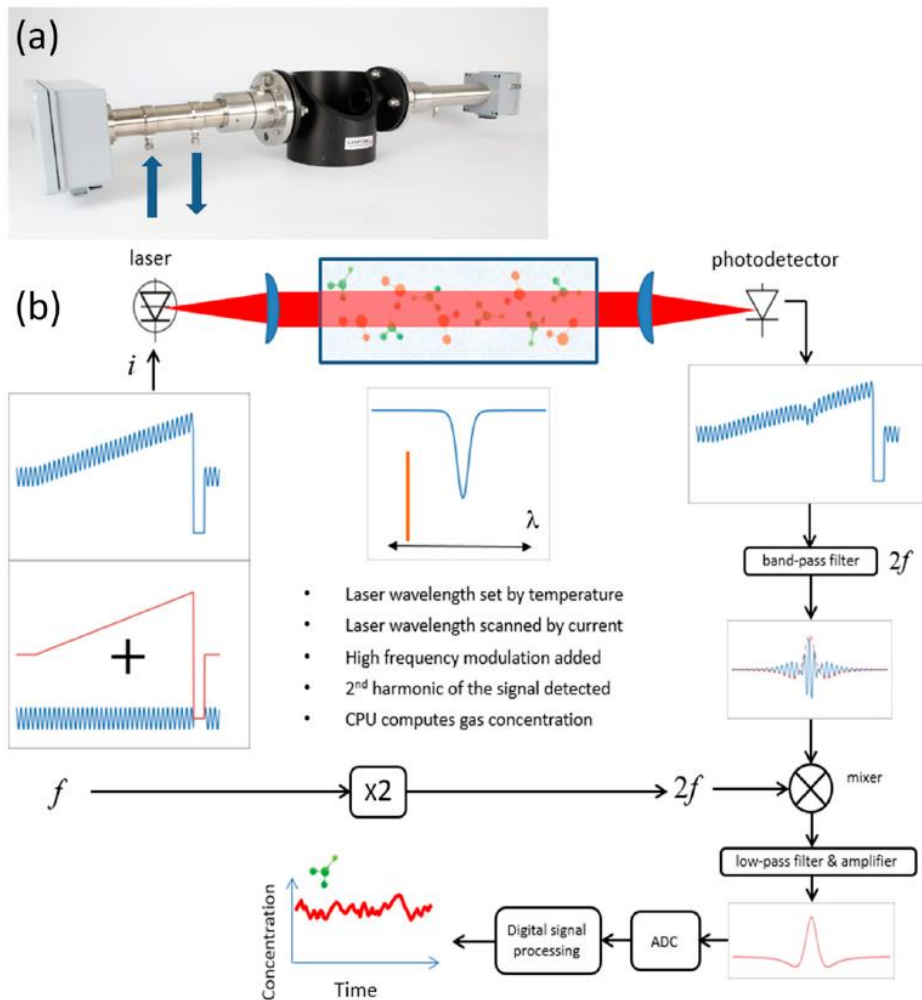 (a)
laser
photodetector
(b)
i
λ
band-pass filter
2f
• Laser wavelength set by temperature
• Laser wavelength scanned by current
• High frequency modulation added
• 2nd harmonic of the signal detected
• CPU computes gas concentration
+
f
X2
2f
mixer
low-pass filter & amplifier
Concentration
Time
Digital signal
processing
ADC